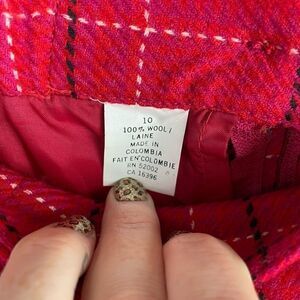 10
100% WOOL /
LAINE
MADE IN
COLOMBIA
FAIT EN COLOMBIE
RN 52002
CA 16396